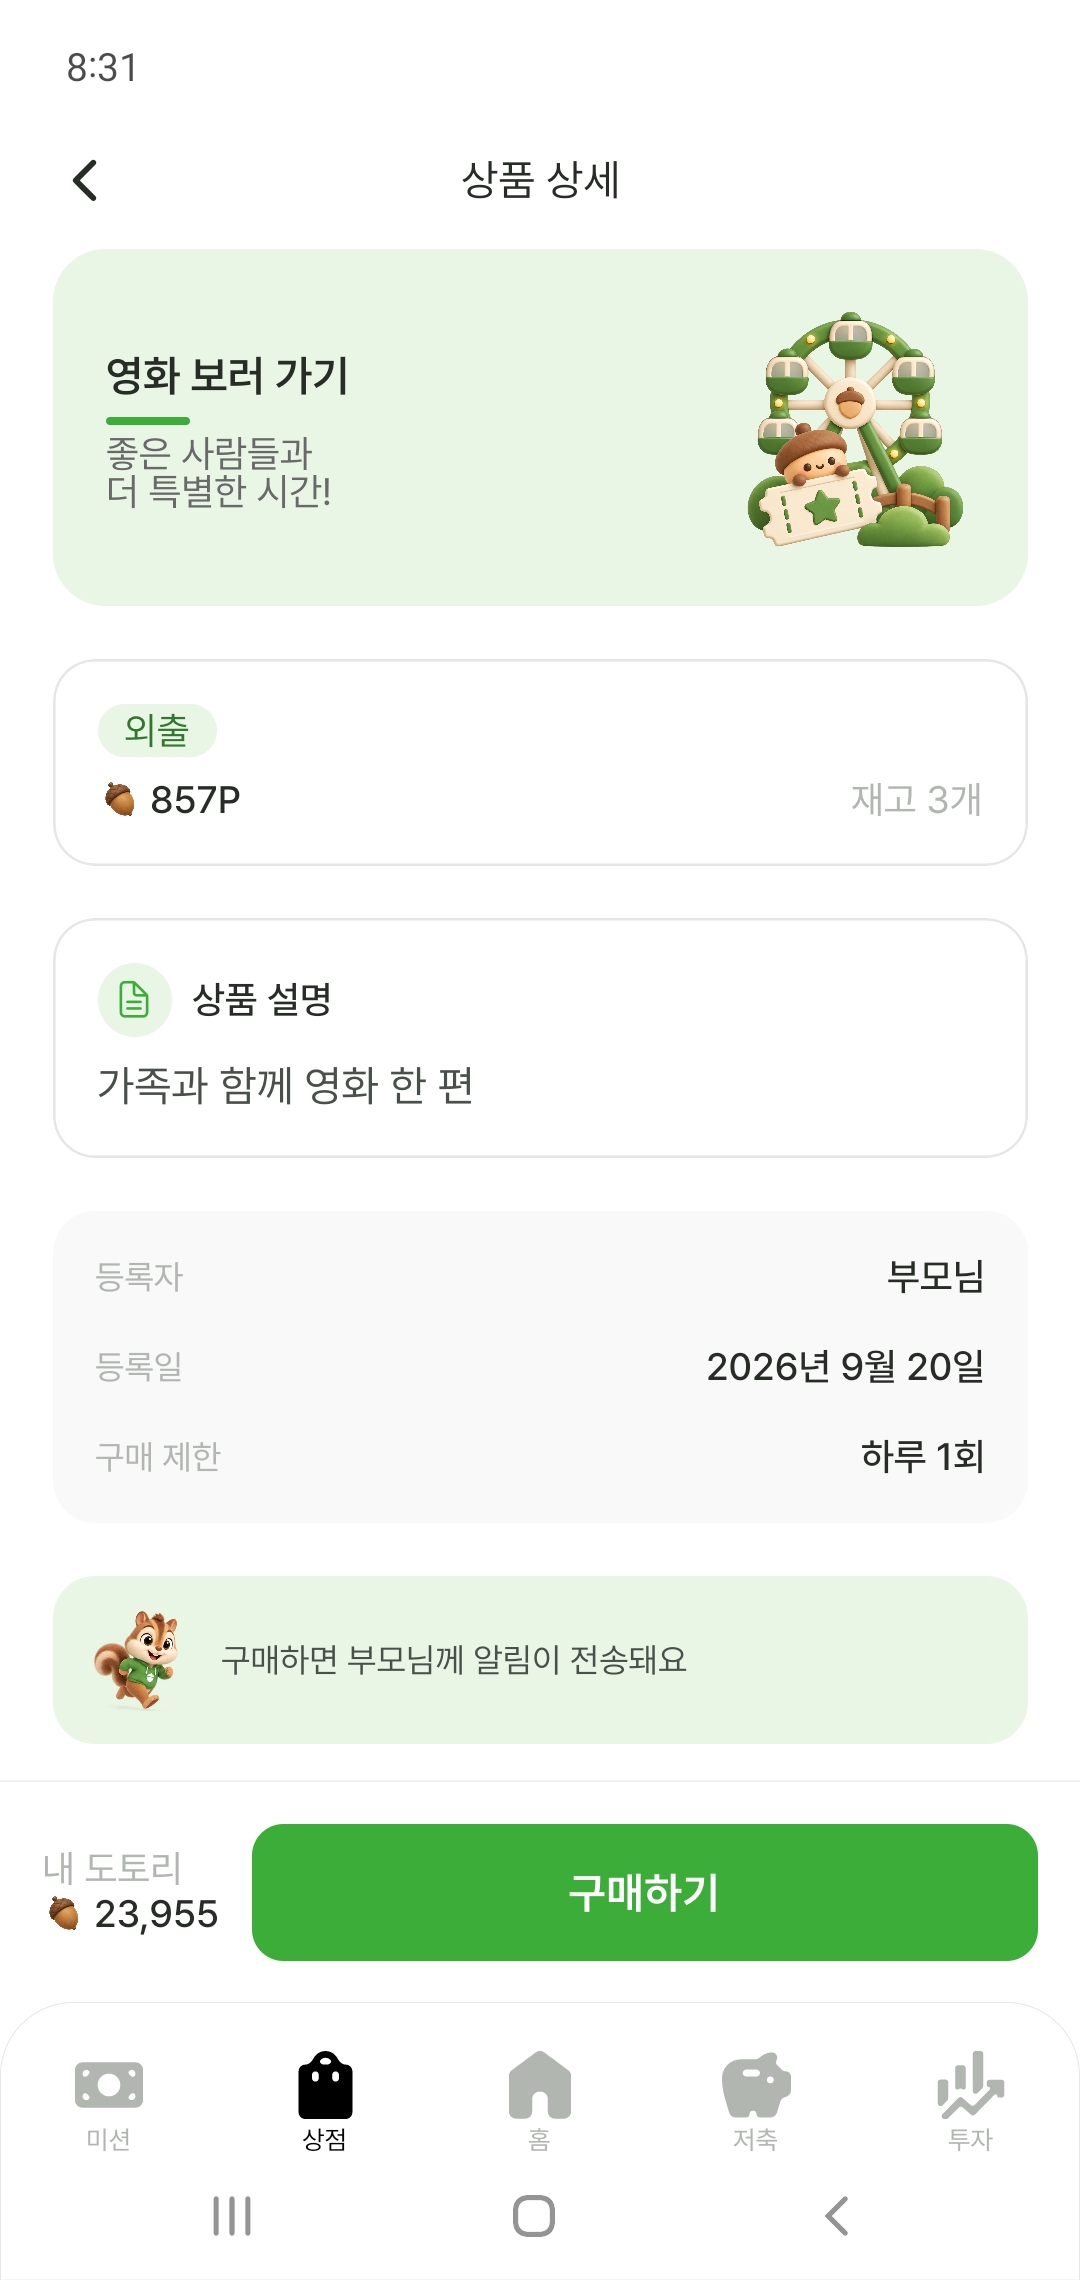 8:31
상품 상세
영화 보러 가기
좋은 사람들과
더 특별한 시간!
외출
857P
재고 3개
상품 설명
가족과 함께 영화 한 편
등록자 부모님
등록일 2026년 9월 20일
구매 제한 하루 1회
구매하면 부모님께 알림이 전송돼요
내 도토리
23,955
구매하기
미션 상점 홈 저축 투자